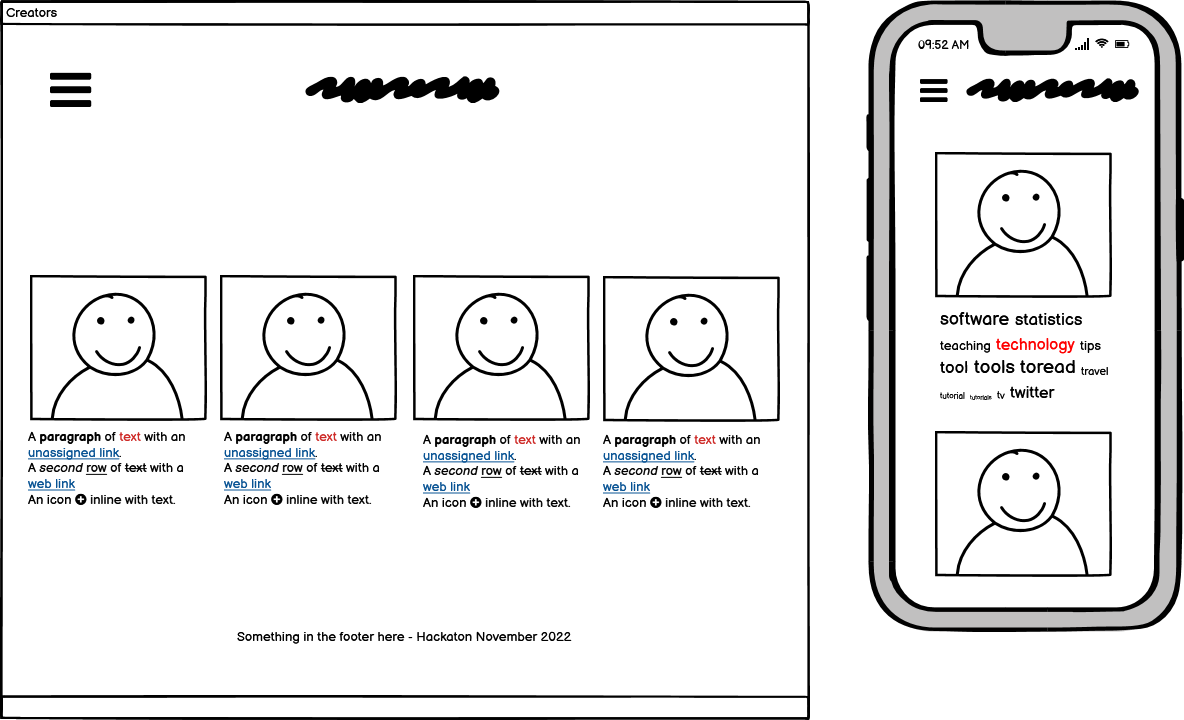 Creators
A paragraph of text with an
unassigned link.
A second row of text with a
web link
An icon inline with text.
A paragraph of text with an
unassigned link.
A second row of text with a
web link
An icon inline with text.
A paragraph of text with an
unassigned link.
A second row of text with a
web link
An icon inline with text.
A paragraph of text with an
unassigned link.
A second row of text with a
web link
An icon inline with text.
Something in the footer here - Hackaton November 2022
09:52 AM
software statistics
teaching technology tips
tool tools toread travel
tutorial tutorials tv twitter